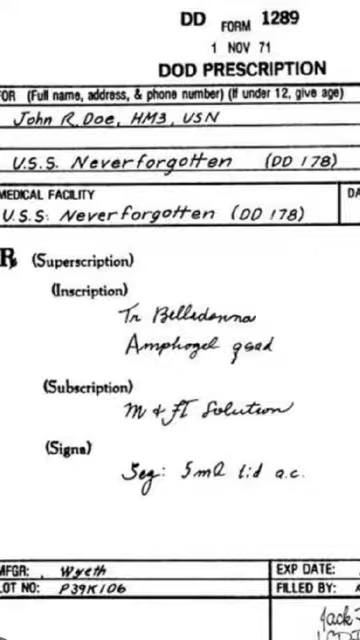 DD FORM 1289
1 NOV 71
DOD PRESCRIPTION
FOR (Full name, address, & phone number) (If under 12, give age)
John R. Doe, HM3, USN
U.S.S. Neverforgotten (DD 178)
MEDICAL FACILITY
U.S.S. Neverforgotten (DD 178)
℞ (Superscription)
(Inscription)
Tr Belladonna
Amphogel qsad
(Subscription)
M & FT Solution
(Signa)
Sig: 5ml tid a.c.
MFGR: Wyeth
EXP DATE:
LOT NO: P39K106
FILLED BY:
Jack